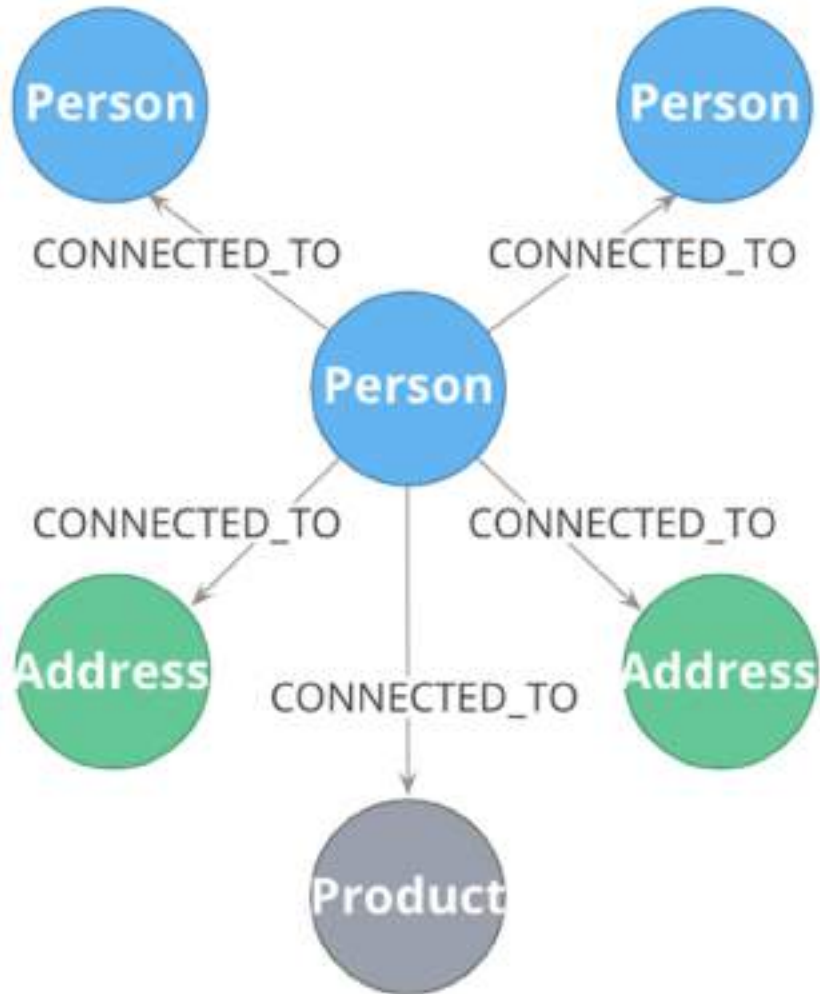 Person
Person
CONNECTED_TO
CONNECTED_TO
Person
CONNECTED_TO
CONNECTED_TO
Address
Address
CONNECTED_TO
Product